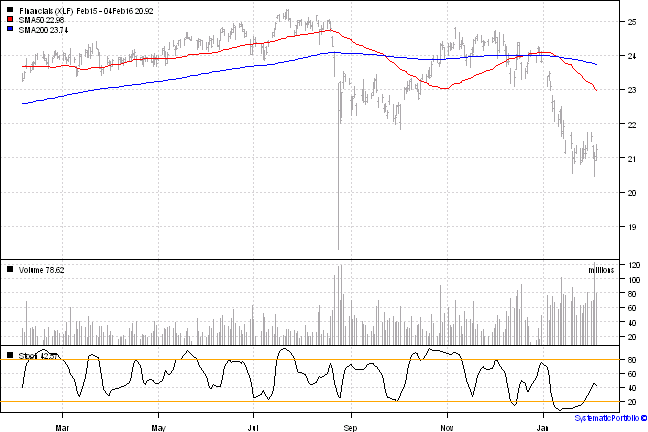 Financials (XLF) Feb15 - 04Feb16 20.92
SMA50 22.98
SMA200 23.74
25
24
23
22
21
20
19
Volume 78.62
millions
120
100
80
60
40
20
80
60
40
20
Mar May Jul Sep Nov Jan
SystematicPortfolio ©